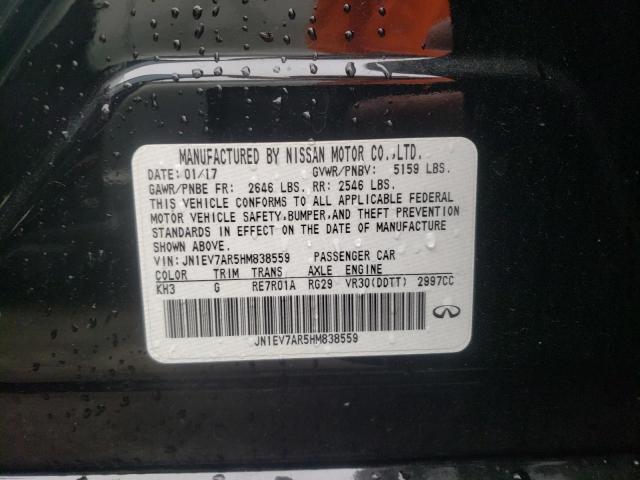 MANUFACTURED BY NISSAN MOTOR CO.,LTD.
DATE: 01/17 GVWR/PNBV: 5159 LBS.
GAWR/PNBE FR: 2646 LBS. RR: 2546 LBS.
THIS VEHICLE CONFORMS TO ALL APPLICABLE FEDERAL
MOTOR VEHICLE SAFETY,BUMPER,AND THEFT PREVENTION
STANDARDS IN EFFECT ON THE DATE OF MANUFACTURE
SHOWN ABOVE.
VIN: JN1EV7AR5HM838559 PASSENGER CAR
COLOR TRIM TRANS AXLE ENGINE
KH3 G RE7R01A RG29 VR30(DDTT) 2997CC
JN1EV7AR5HM838559